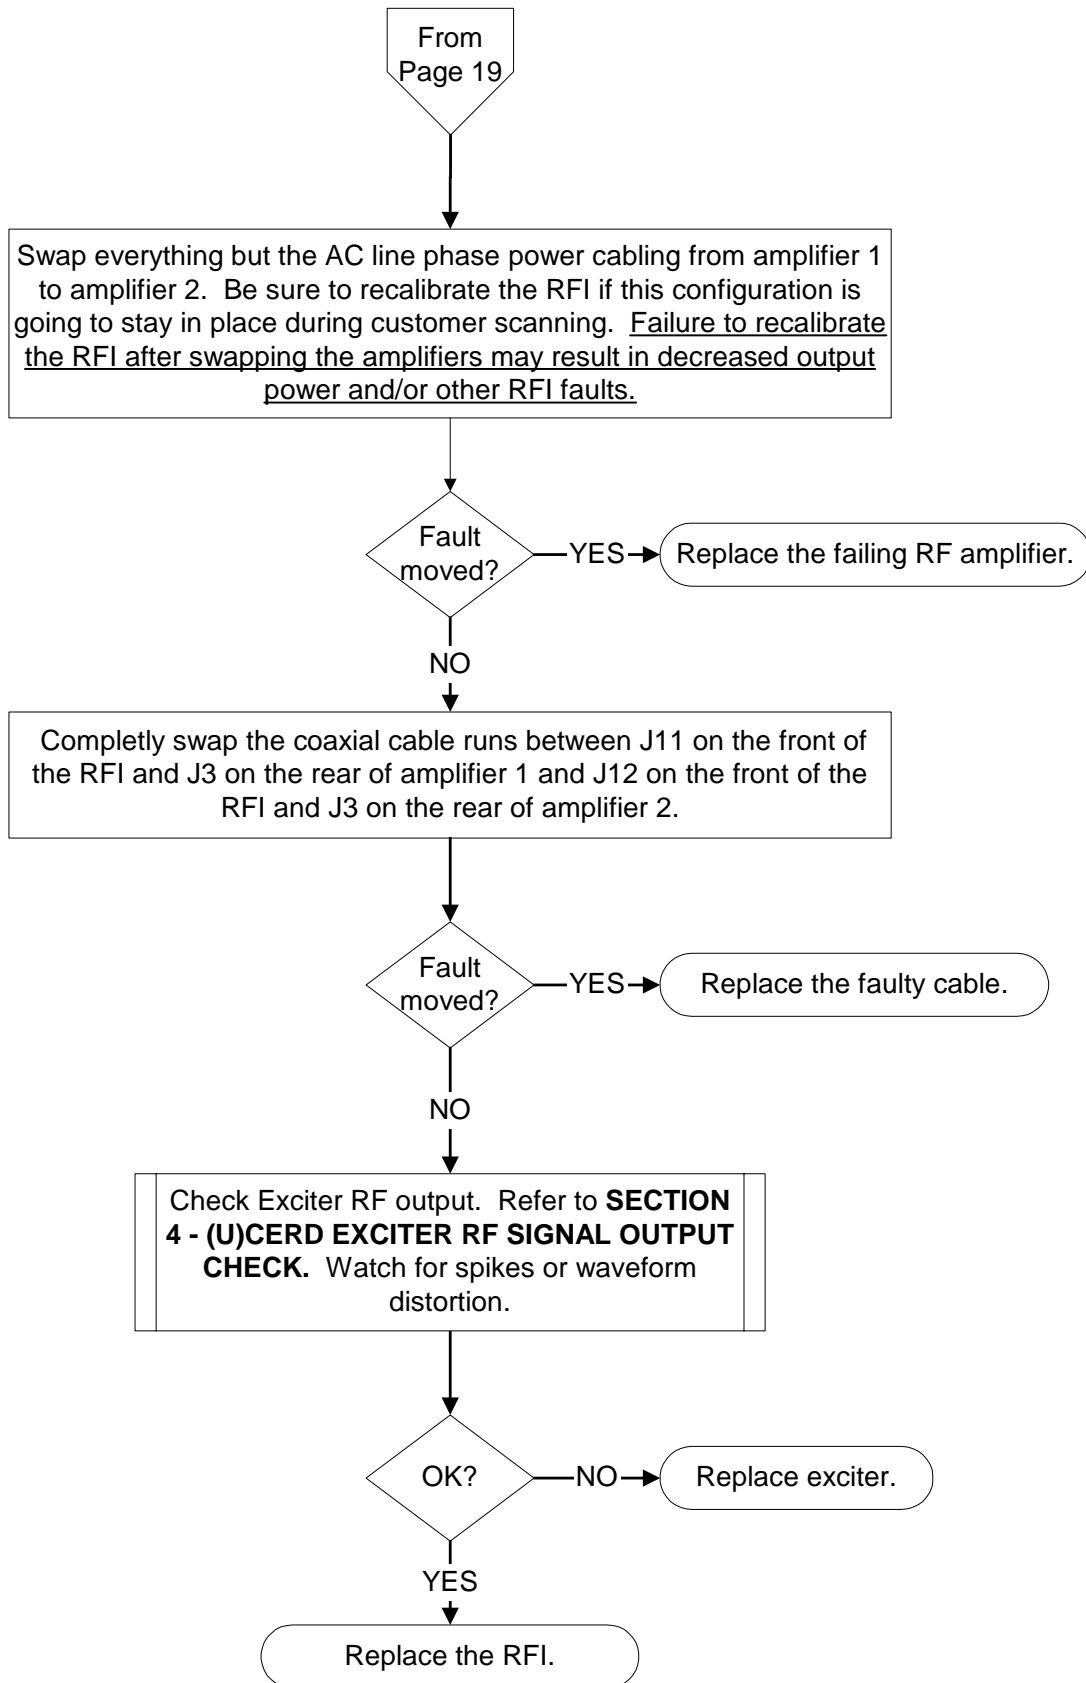 From
Page 19
Swap everything but the AC line phase power cabling from amplifier 1
to amplifier 2.  Be sure to recalibrate the RFI if this configuration is
going to stay in place during customer scanning.  Failure to recalibrate
the RFI after swapping the amplifiers may result in decreased output
power and/or other RFI faults.
Fault
moved?
YES
Replace the failing RF amplifier.
NO
Completly swap the coaxial cable runs between J11 on the front of
the RFI and J3 on the rear of amplifier 1 and J12 on the front of the
RFI and J3 on the rear of amplifier 2.
Fault
moved?
YES
Replace the faulty cable.
NO
Check Exciter RF output.  Refer to SECTION
4 - (U)CERD EXCITER RF SIGNAL OUTPUT
CHECK.  Watch for spikes or waveform
distortion.
OK?
NO
Replace exciter.
YES
Replace the RFI.